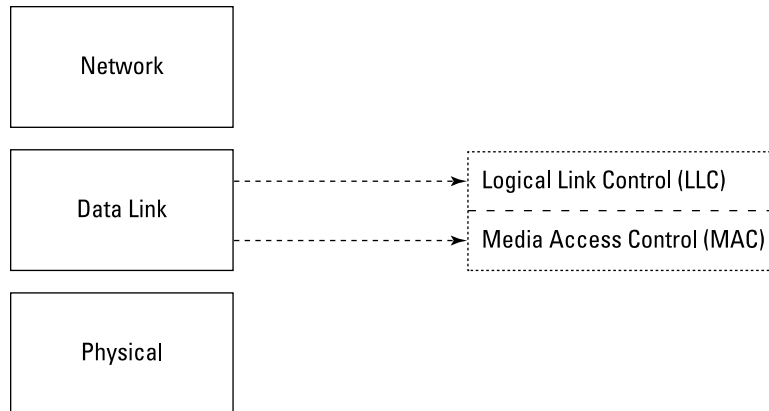 Network
Data Link
Logical Link Control (LLC)
Media Access Control (MAC)
Physical